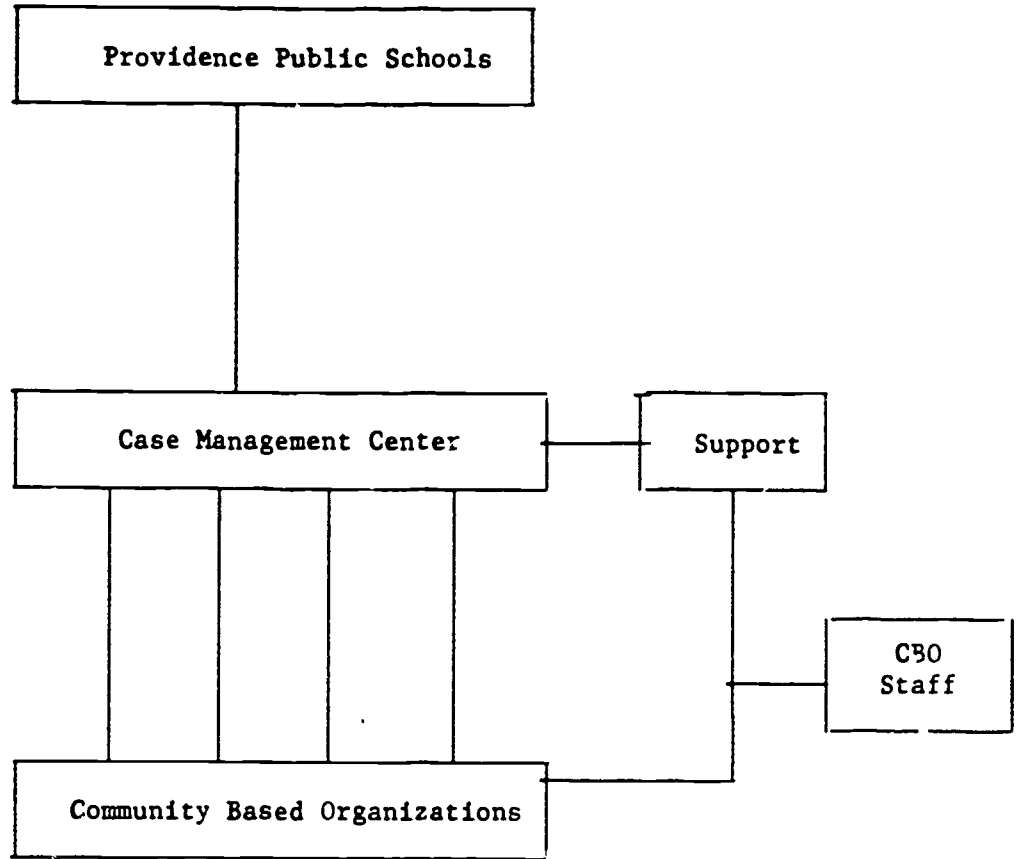 Providence Public Schools
Case Management Center
Support
CBO
Staff
Community Based Organizations